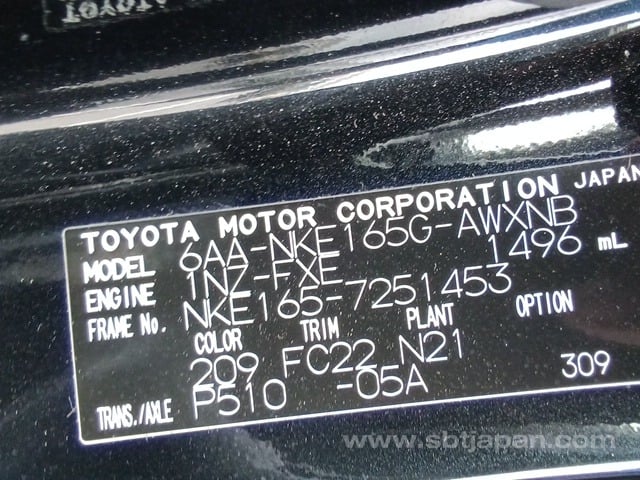 TOYOTA
TOYOTA MOTOR CORPORATION JAPAN
MODEL 6AA-NKE165G-AWXNB
ENGINE 1NZ-FXE 1496 mL
FRAME No. NKE165-7251453
COLOR TRIM PLANT OPTION
209 FC22 N21
TRANS./AXLE P510 -05A 309
www.sbtjapan.com